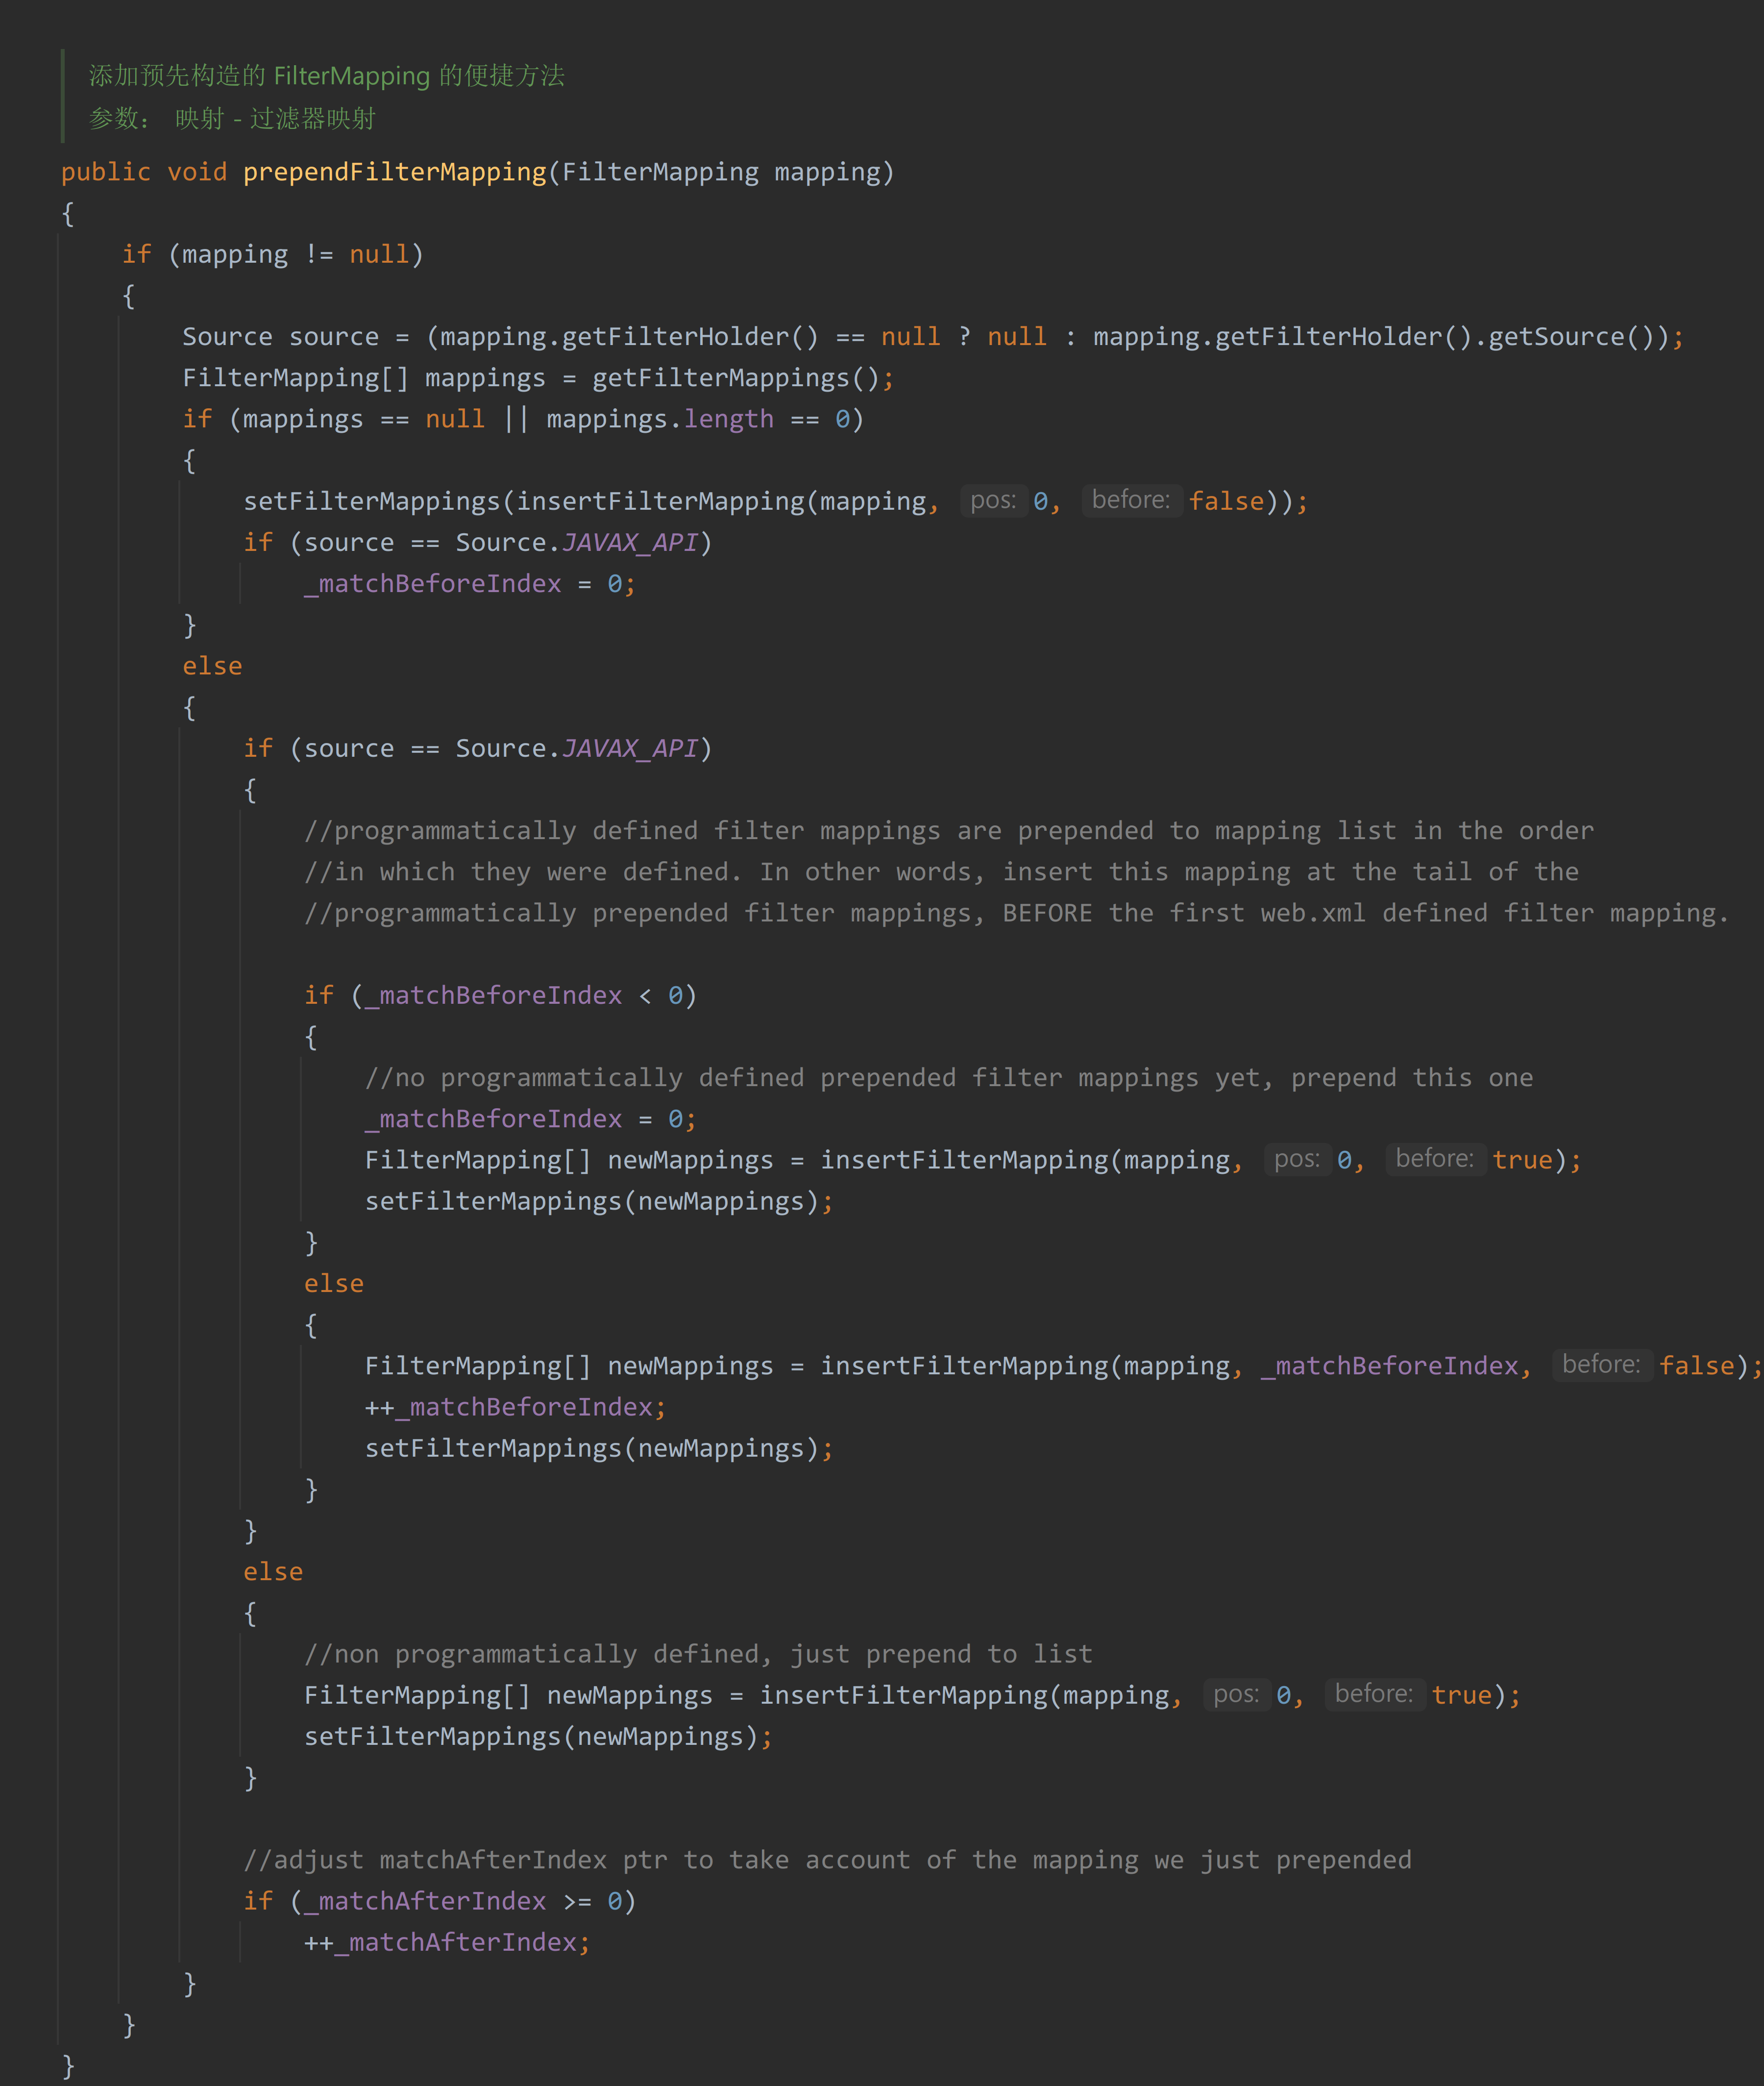 添加预先构造的 FilterMapping 的便捷方法
参数： 映射 - 过滤器映射
public void prependFilterMapping(FilterMapping mapping)
{
    if (mapping != null)
    {
        Source source = (mapping.getFilterHolder() == null ? null : mapping.getFilterHolder().getSource());
        FilterMapping[] mappings = getFilterMappings();
        if (mappings == null || mappings.length == 0)
        {
            setFilterMappings(insertFilterMapping(mapping, pos: 0, before: false));
            if (source == Source.JAVAX_API)
                _matchBeforeIndex = 0;
        }
        else
        {
            if (source == Source.JAVAX_API)
            {
                //programmatically defined filter mappings are prepended to mapping list in the order
                //in which they were defined. In other words, insert this mapping at the tail of the
                //programmatically prepended filter mappings, BEFORE the first web.xml defined filter mapping.

                if (_matchBeforeIndex < 0)
                {
                    //no programmatically defined prepended filter mappings yet, prepend this one
                    _matchBeforeIndex = 0;
                    FilterMapping[] newMappings = insertFilterMapping(mapping, pos: 0, before: true);
                    setFilterMappings(newMappings);
                }
                else
                {
                    FilterMapping[] newMappings = insertFilterMapping(mapping, _matchBeforeIndex, before: false);
                    ++_matchBeforeIndex;
                    setFilterMappings(newMappings);
                }
            }
            else
            {
                //non programmatically defined, just prepend to list
                FilterMapping[] newMappings = insertFilterMapping(mapping, pos: 0, before: true);
                setFilterMappings(newMappings);
            }

            //adjust matchAfterIndex ptr to take account of the mapping we just prepended
            if (_matchAfterIndex >= 0)
                ++_matchAfterIndex;
        }
    }
}